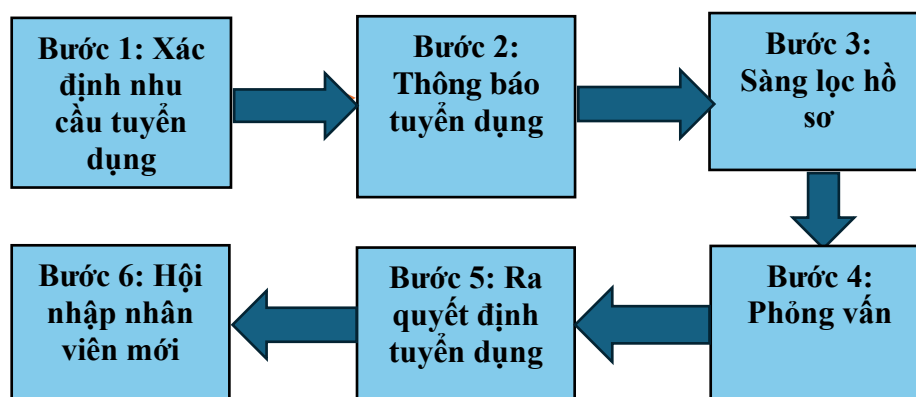 Bước 1: Xác
định nhu
cầu tuyển
dụng
Bước 2:
Thông báo
tuyển dụng
Bước 3:
Sàng lọc hồ
sơ
Bước 4:
Phỏng vấn
Bước 5: Ra
quyết định
tuyển dụng
Bước 6: Hội
nhập nhân
viên mới